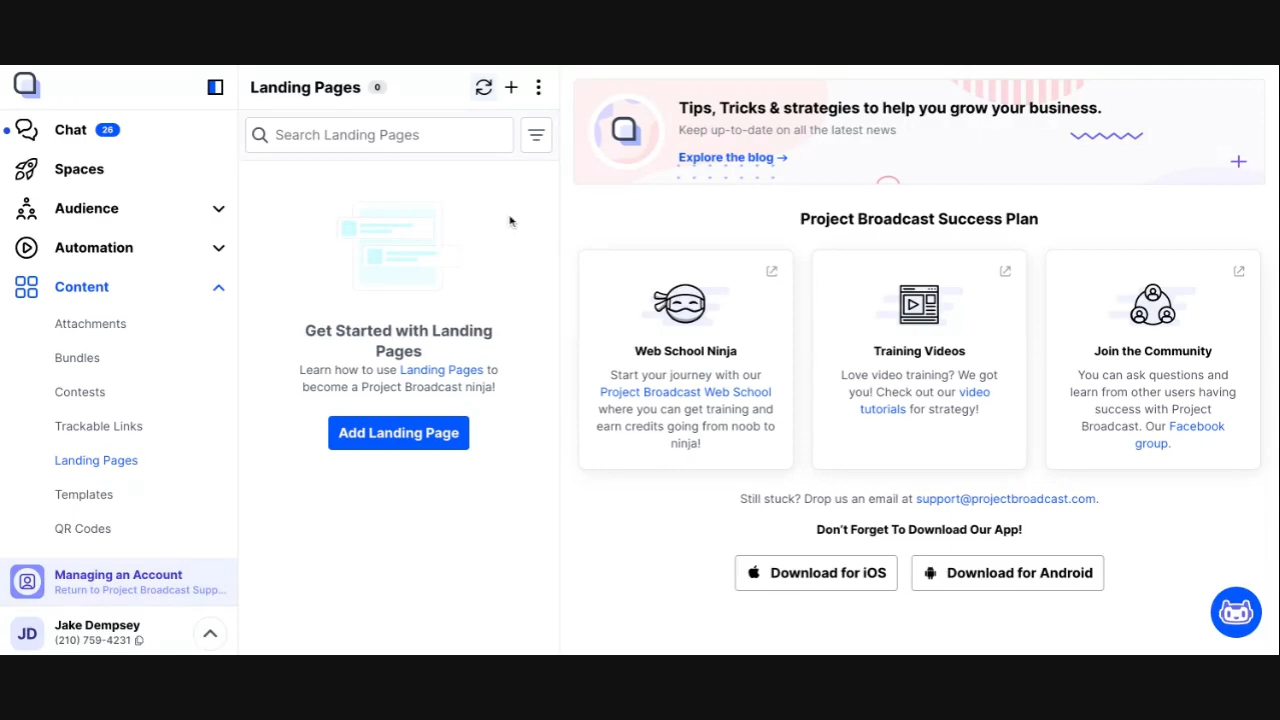 Chat 26
Spaces
Audience
Automation
Content
Attachments
Bundles
Contests
Trackable Links
Landing Pages
Templates
QR Codes
Managing an Account
Return to Project Broadcast Supp...
JD
Jake Dempsey
(210) 759-4231
Landing Pages 0
Search Landing Pages
Get Started with Landing
Pages
Learn how to use Landing Pages to
become a Project Broadcast ninja!
Add Landing Page
Tips, Tricks & strategies to help you grow your business.
Keep up-to-date on all the latest news
Explore the blog →
Project Broadcast Success Plan
Web School Ninja
Start your journey with our
Project Broadcast Web School
where you can get training and
earn credits going from noob to
ninja!
Training Videos
Love video training? We got
you! Check out our video
tutorials for strategy!
Join the Community
You can ask questions and
learn from other users having
success with Project
Broadcast. Our Facebook
group.
Still stuck? Drop us an email at support@projectbroadcast.com.
Don't Forget To Download Our App!
Download for iOS
Download for Android